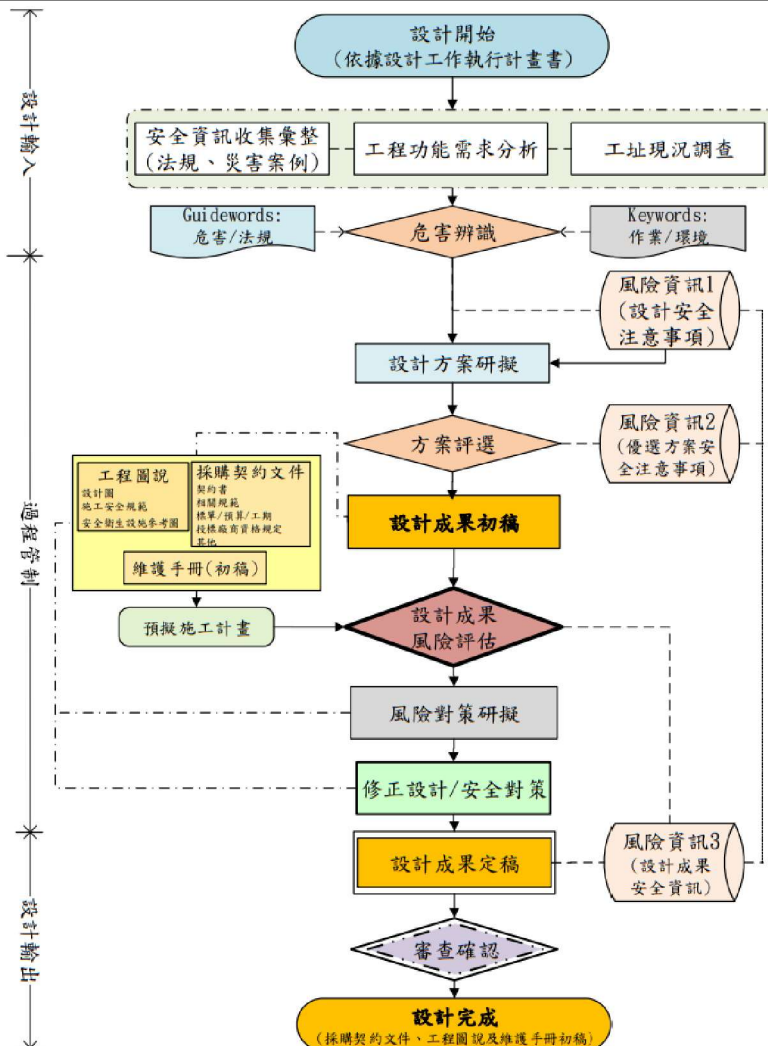 設計開始
(依據設計工作執行計畫書)
設計輸入
安全資訊收集彙整
(法規、災害案例)
工程功能需求分析
工址現況調查
Guidewords:
危害/法規
危害辨識
Keywords:
作業/環境
風險資訊1
(設計安全
注意事項)
設計方案研擬
過程管制
方案評選
風險資訊2
(優選方案安
全注意事項)
工程圖說
設計圖
施工安全規範
安全衛生設施參考圖
採購契約文件
契約書
相關規範
標單/預算/工期
投標廠商資格規定
其他
維護手冊(初稿)
設計成果初稿
預擬施工計畫
設計成果
風險評估
風險對策研擬
修正設計/安全對策
設計輸出
設計成果定稿
風險資訊3
(設計成果
安全資訊)
審查確認
設計完成
(採購契約文件、工程圖說及維護手冊初稿)